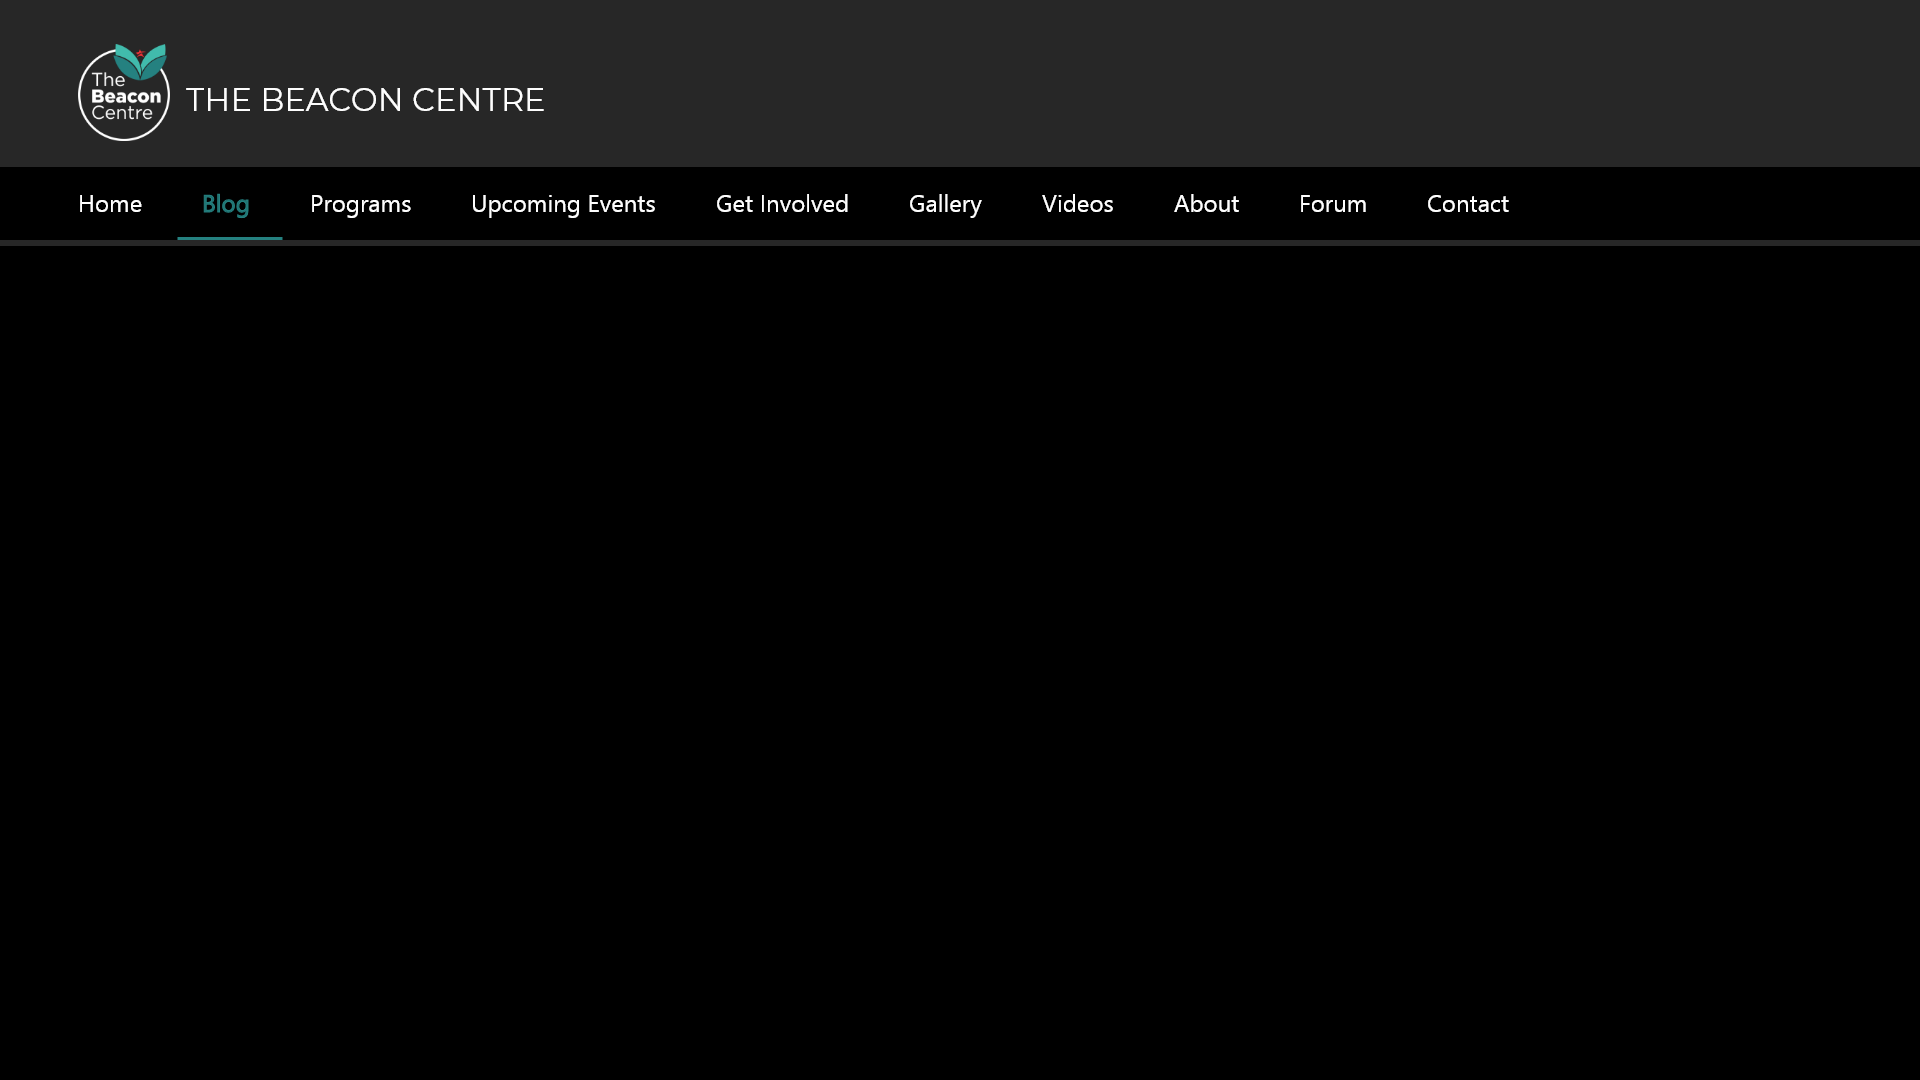 The
Beacon
Centre
THE BEACON CENTRE
Home Blog Programs Upcoming Events Get Involved Gallery Videos About Forum Contact